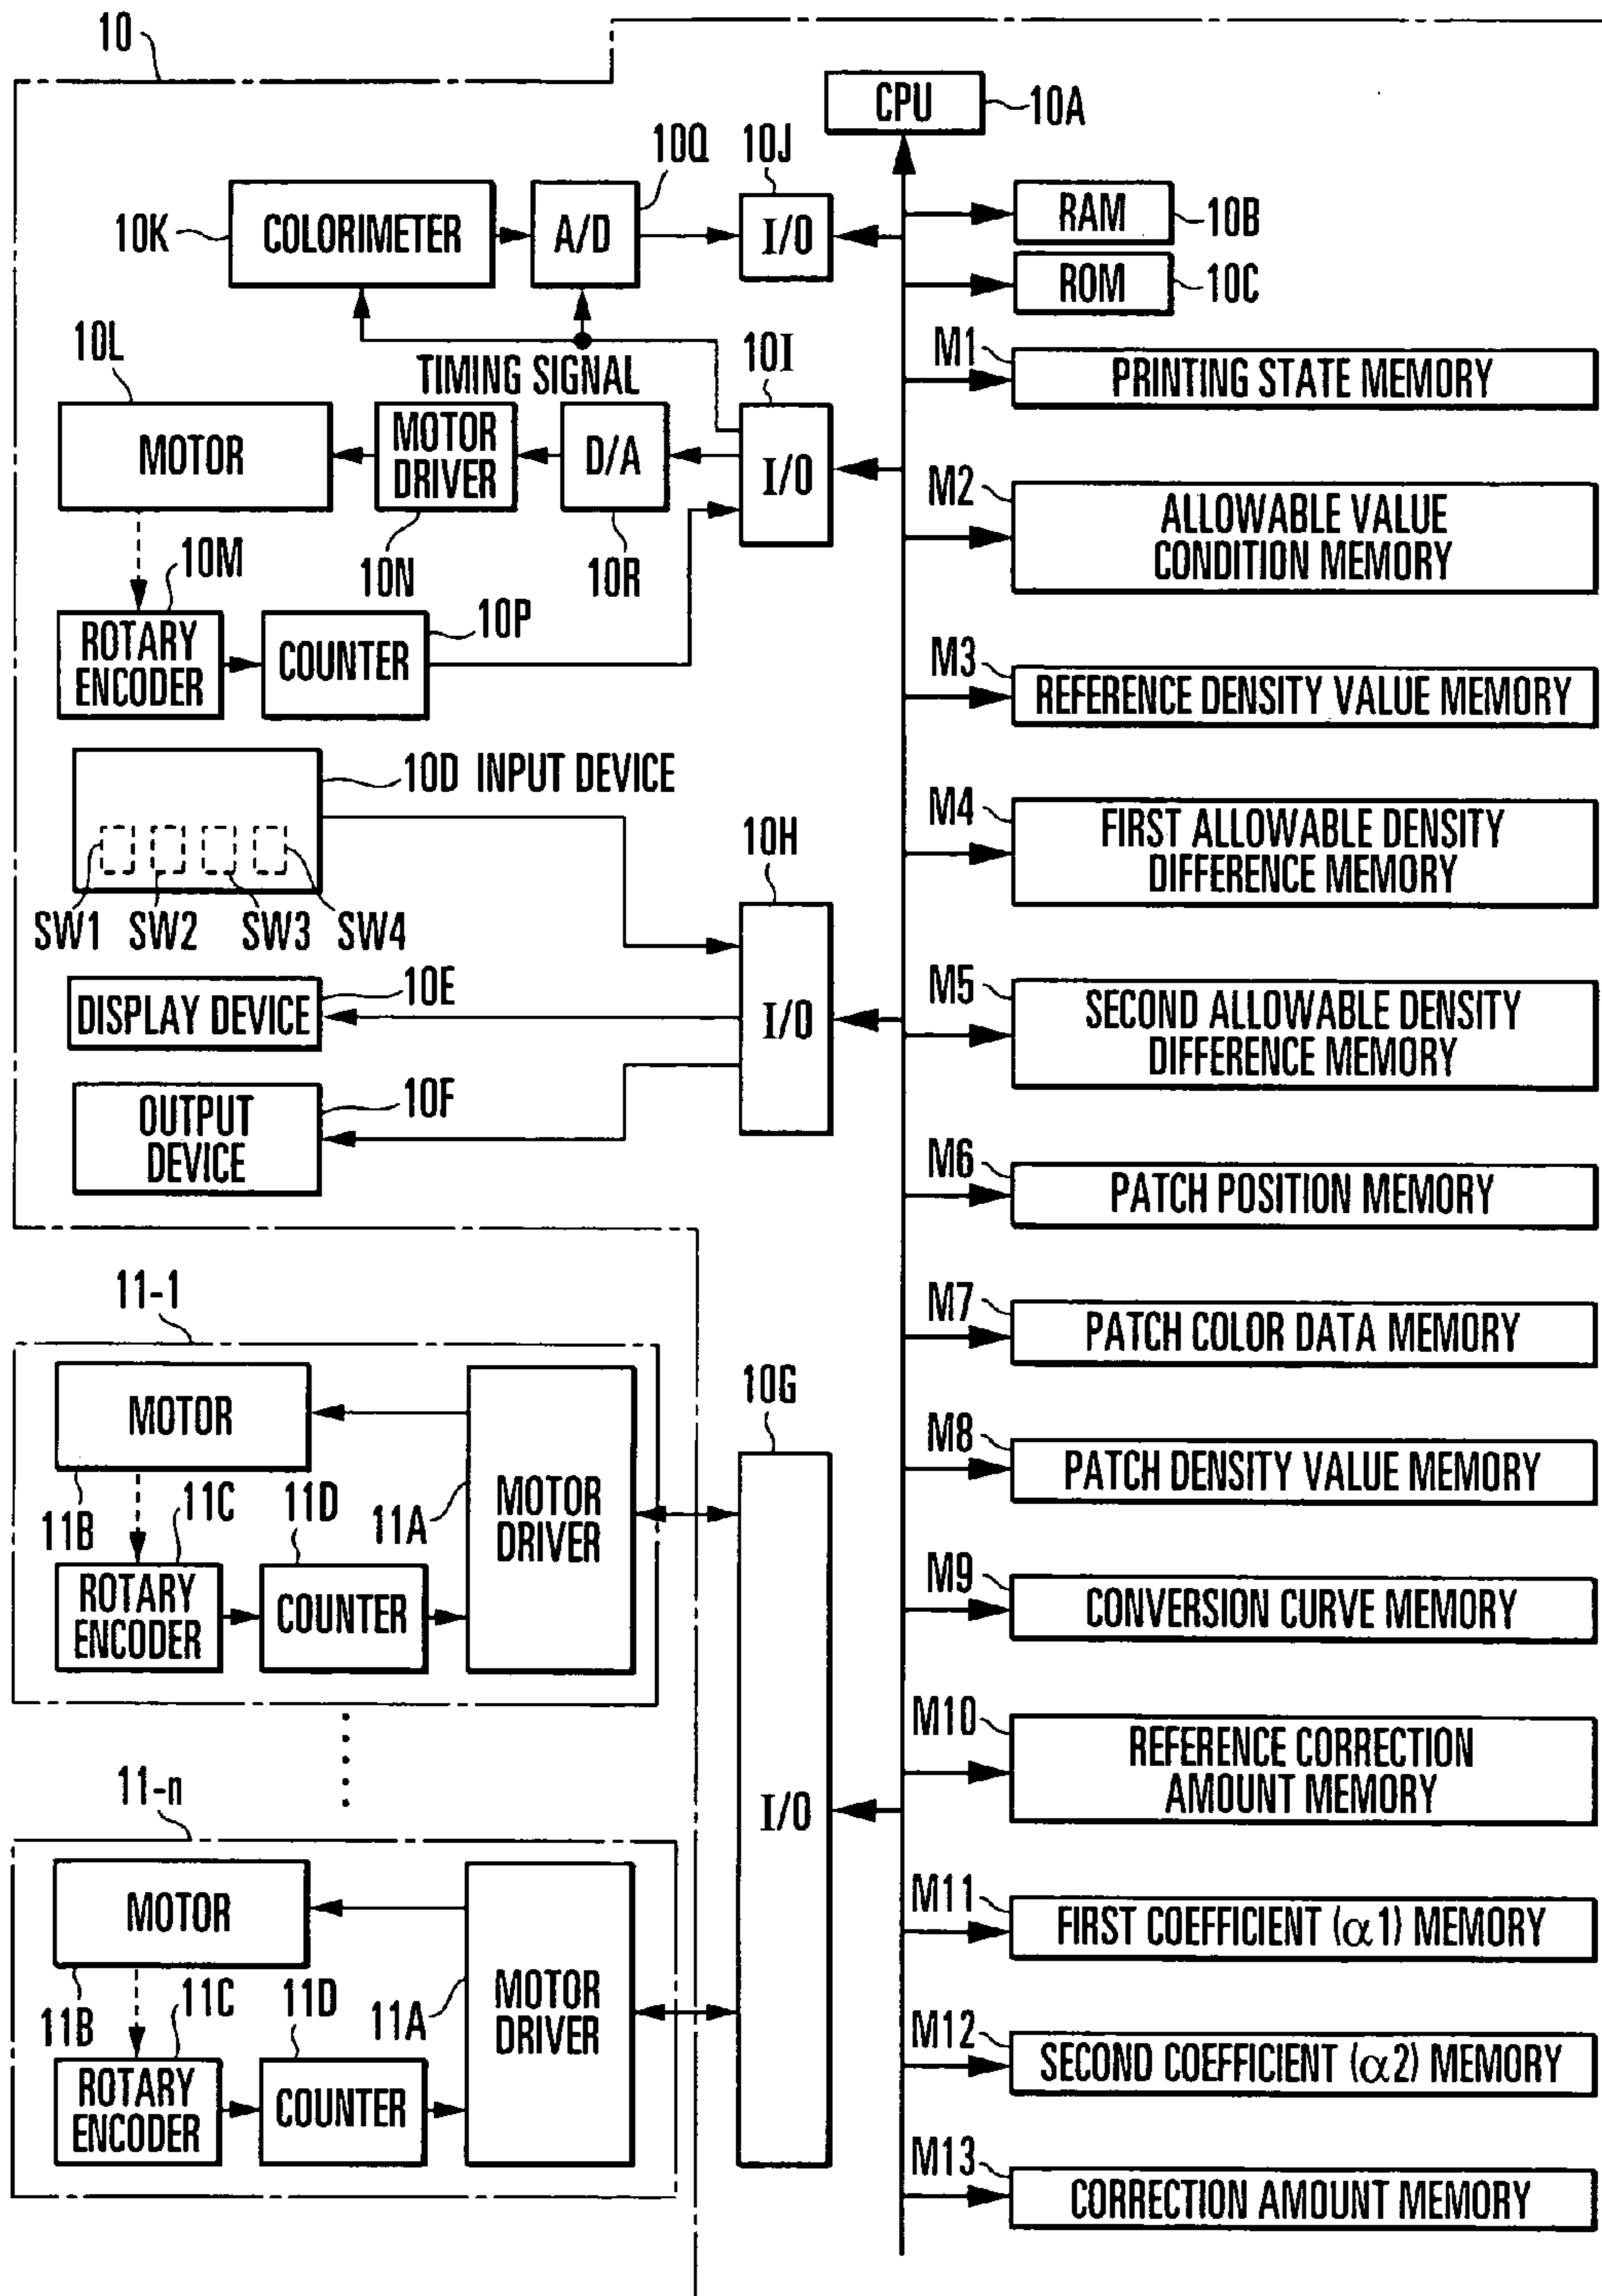 10
CPU
10A
10Q
10J
RAM
10B
10K
COLORIMETER
A/D
I/O
ROM
10C
10L
TIMING SIGNAL
10I
M1
PRINTING STATE MEMORY
MOTOR
MOTOR
DRIVER
D/A
I/O
M2
ALLOWABLE VALUE
CONDITION MEMORY
10M
10N
10R
ROTARY
ENCODER
COUNTER
10P
M3
REFERENCE DENSITY VALUE MEMORY
10D INPUT DEVICE
M4
FIRST ALLOWABLE DENSITY
DIFFERENCE MEMORY
10H
SW1 SW2 SW3 SW4
10E
DISPLAY DEVICE
I/O
M5
SECOND ALLOWABLE DENSITY
DIFFERENCE MEMORY
10F
OUTPUT
DEVICE
M6
PATCH POSITION MEMORY
11-1
M7
PATCH COLOR DATA MEMORY
10G
MOTOR
M8
PATCH DENSITY VALUE MEMORY
11B
11C
11D
11A
MOTOR
DRIVER
ROTARY
ENCODER
COUNTER
M9
CONVERSION CURVE MEMORY
M10
REFERENCE CORRECTION
AMOUNT MEMORY
11-n
I/O
MOTOR
M11
FIRST COEFFICIENT (α1) MEMORY
11B
11C
11D
11A
MOTOR
DRIVER
M12
SECOND COEFFICIENT (α2) MEMORY
ROTARY
ENCODER
COUNTER
M13
CORRECTION AMOUNT MEMORY